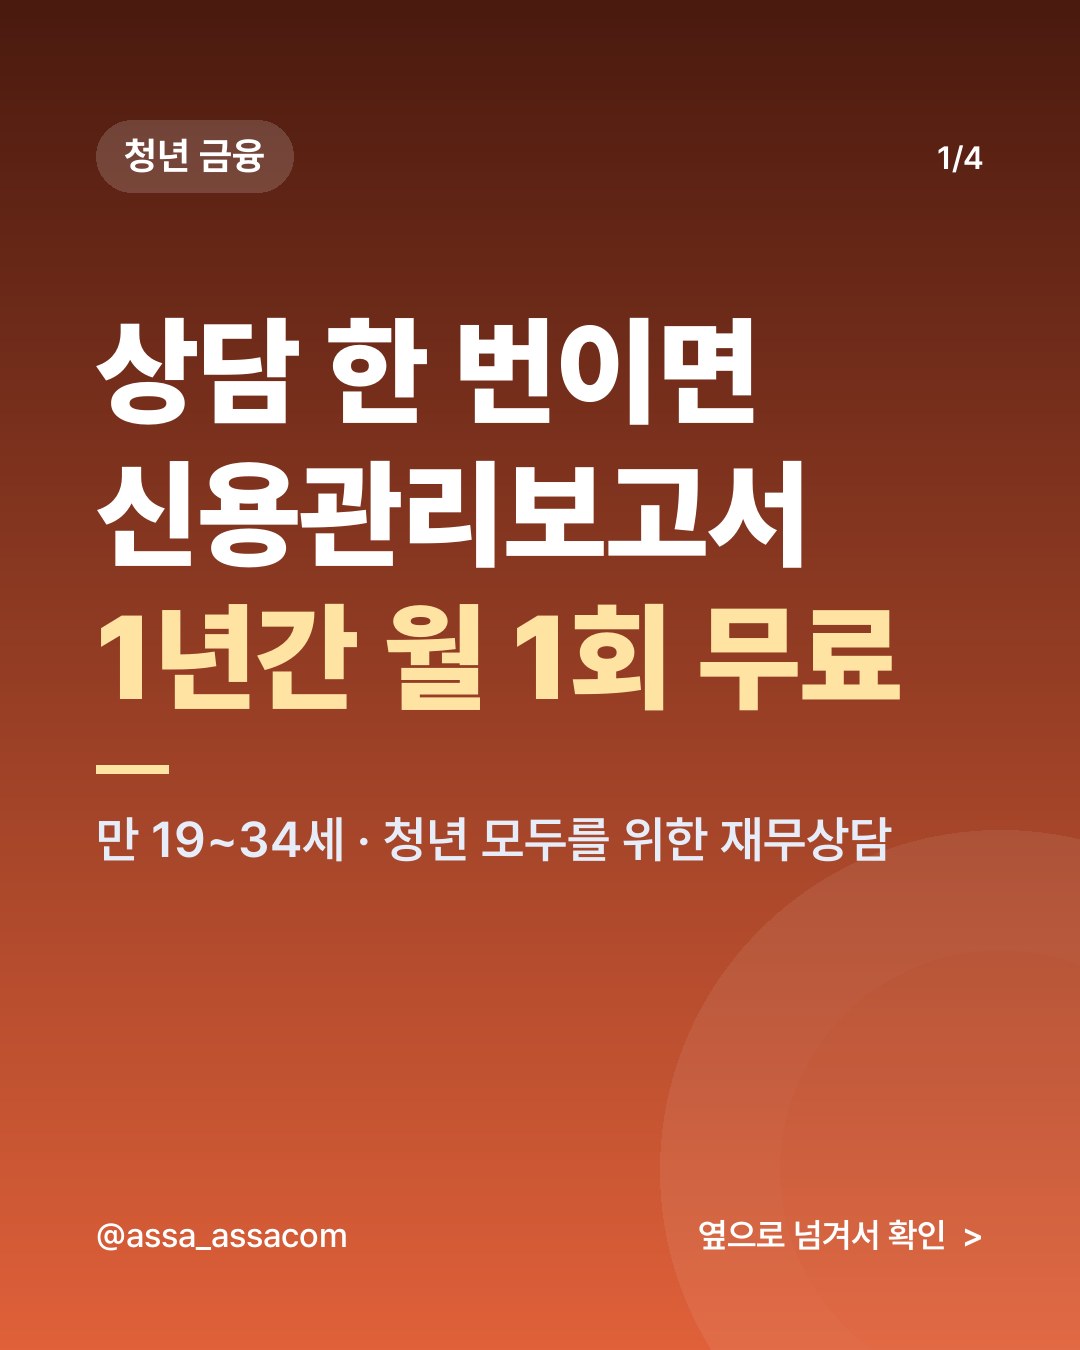 청년 금융
1/4
상담 한 번이면
신용관리보고서
1년간 월 1회 무료
만 19~34세 · 청년 모두를 위한 재무상담
@assa_assacom
옆으로 넘겨서 확인 >